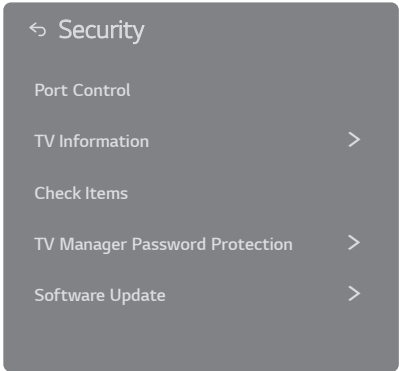 Security
Port Control
TV Information
Check Items
TV Manager Password Protection
Software Update